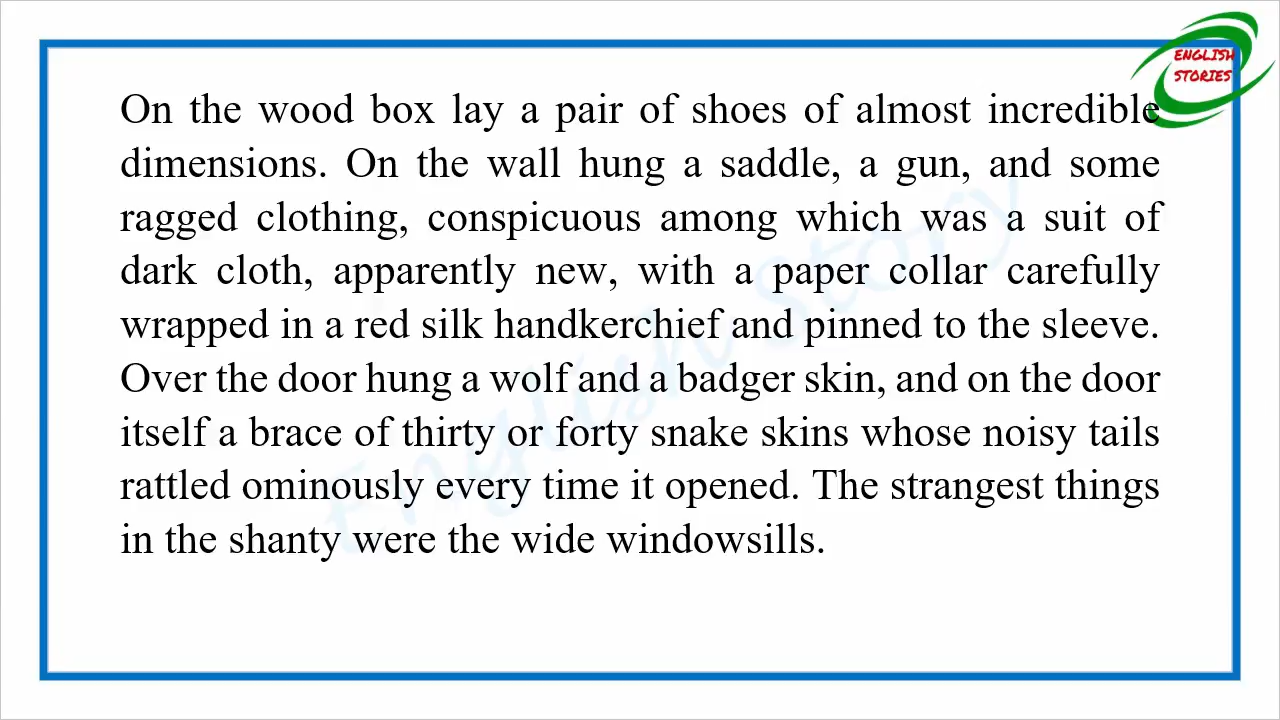 ENGLISH
STORIES
On the wood box lay a pair of shoes of almost incredible
dimensions. On the wall hung a saddle, a gun, and some
ragged clothing, conspicuous among which was a suit of
dark cloth, apparently new, with a paper collar carefully
wrapped in a red silk handkerchief and pinned to the sleeve.
Over the door hung a wolf and a badger skin, and on the door
itself a brace of thirty or forty snake skins whose noisy tails
rattled ominously every time it opened. The strangest things
in the shanty were the wide windowsills.
English Story